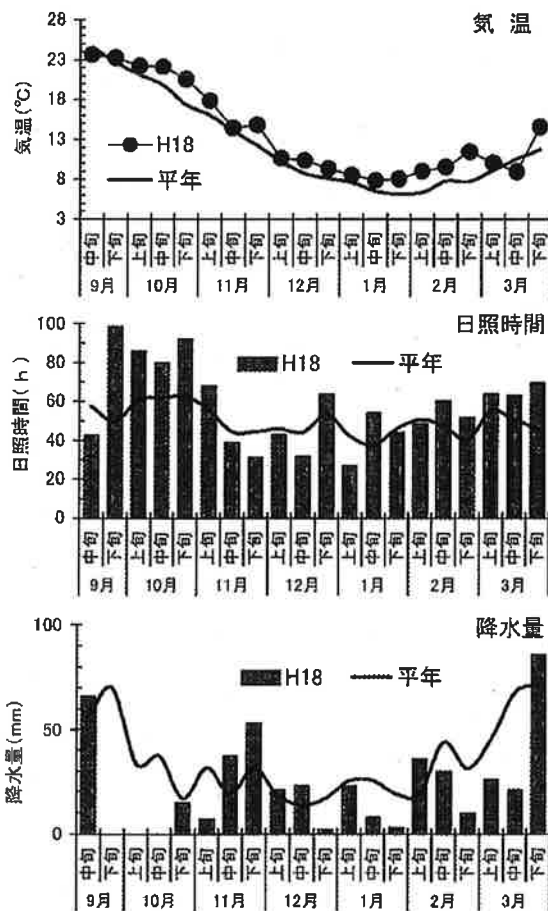 気 温
28
23
18
13
8
3
気温(℃)
H18
平年
中旬 下旬 上旬 中旬 下旬 上旬 中旬 下旬 上旬 中旬 下旬 上旬 中旬 下旬 上旬 中旬 下旬 上旬 中旬 下旬
9月 10月 11月 12月 1月 2月 3月
日照時間
100
80
60
40
20
0
日照時間(h)
H18 平年
中旬 下旬 上旬 中旬 下旬 上旬 中旬 下旬 上旬 中旬 下旬 上旬 中旬 下旬 上旬 中旬 下旬 上旬 中旬 下旬
9月 10月 11月 12月 1月 2月 3月
降水量
100
50
0
降水量(mm)
H18 平年
中旬 下旬 上旬 中旬 下旬 上旬 中旬 下旬 上旬 中旬 下旬 上旬 中旬 下旬 上旬 中旬 下旬 上旬 中旬 下旬
9月 10月 11月 12月 1月 2月 3月